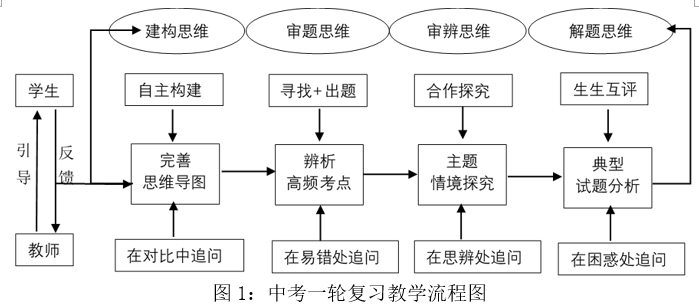 建构思维 审题思维 审辨思维 解题思维
学生 自主构建 寻找+出题 合作探究 生生互评
引导 反馈
完善
思维导图
辨析
高频考点
主题
情境探究
典型
试题分析
教师 在对比中追问 在易错处追问 在思辨处追问 在困惑处追问
图 1：中考一轮复习教学流程图